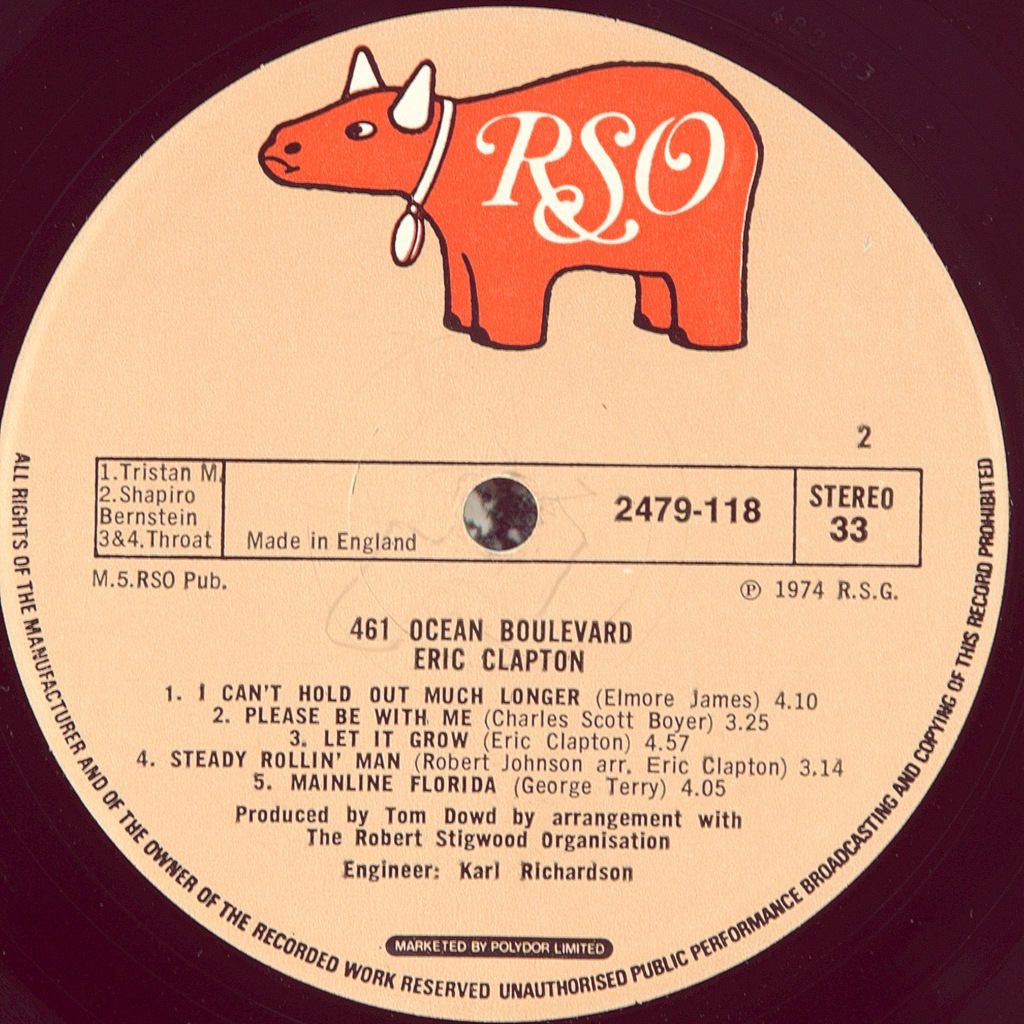 RSO
2
1.Tristan M.
2.Shapiro
Bernstein
3&4.Throat
M.5.RSO Pub.
Made in England
2479-118
STEREO
33
℗ 1974 R.S.G.
461 OCEAN BOULEVARD
ERIC CLAPTON
1. I CAN'T HOLD OUT MUCH LONGER (Elmore James) 4.10
2. PLEASE BE WITH ME (Charles Scott Boyer) 3.25
3. LET IT GROW (Eric Clapton) 4.57
4. STEADY ROLLIN' MAN (Robert Johnson arr. Eric Clapton) 3.14
5. MAINLINE FLORIDA (George Terry) 4.05
Produced by Tom Dowd by arrangement with
The Robert Stigwood Organisation
Engineer: Karl Richardson
MARKETED BY POLYDOR LIMITED
ALL RIGHTS OF THE MANUFACTURER AND OF THE OWNER OF THE RECORDED WORK RESERVED UNAUTHORISED PUBLIC PERFORMANCE BROADCASTING AND COPYING OF THIS RECORD PROHIBITED